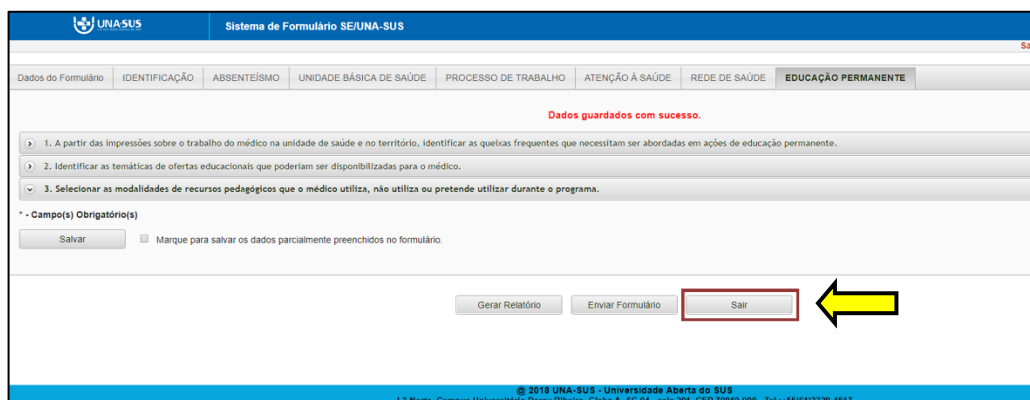 UNA-SUS
Sistema de Formulário SE/UNA-SUS
Dados do Formulário IDENTIFICAÇÃO ABSENTEÍSMO UNIDADE BÁSICA DE SAÚDE PROCESSO DE TRABALHO ATENÇÃO À SAÚDE REDE DE SAÚDE EDUCAÇÃO PERMANENTE
Dados guardados com sucesso.
1. A partir das impressões sobre o trabalho do médico na unidade de saúde e no território, identificar as queixas frequentes que necessitam ser abordadas em ações de educação permanente.
2. Identificar as temáticas de ofertas educacionais que poderiam ser disponibilizadas para o médico.
3. Selecionar as modalidades de recursos pedagógicos que o médico utiliza, não utiliza ou pretende utilizar durante o programa.
* - Campo(s) Obrigatório(s)
Salvar Marque para salvar os dados parcialmente preenchidos no formulário.
Gerar Relatório Enviar Formulário Sair
@ 2018 UNA-SUS - Universidade Aberta do SUS